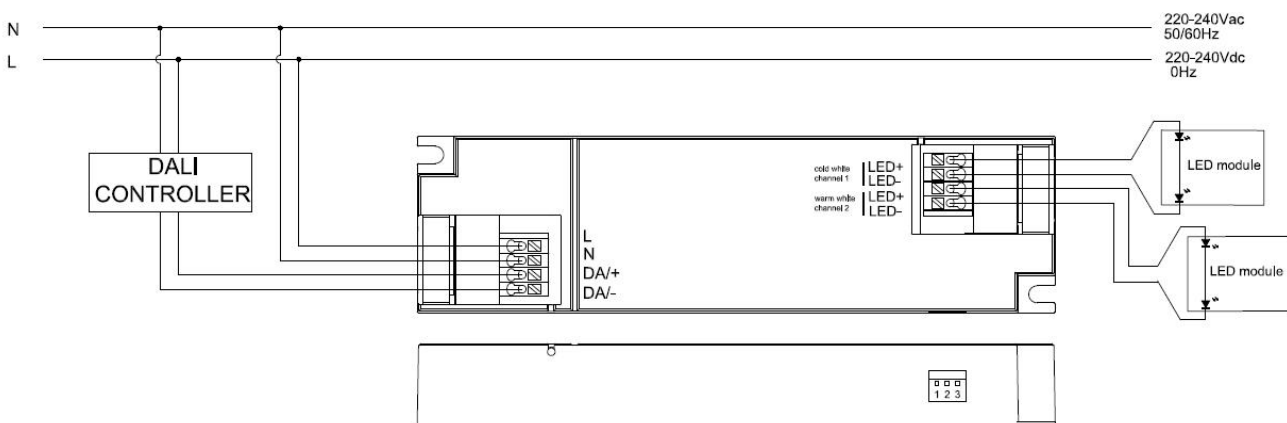 N
220-240Vac
50/60Hz
L
220-240Vdc
0Hz
DALI
CONTROLLER
cold white
channel 1
LED+
LED-
warm white
channel 2
LED+
LED-
LED module
LED module
L
N
DA/+
DA/-
1 2 3